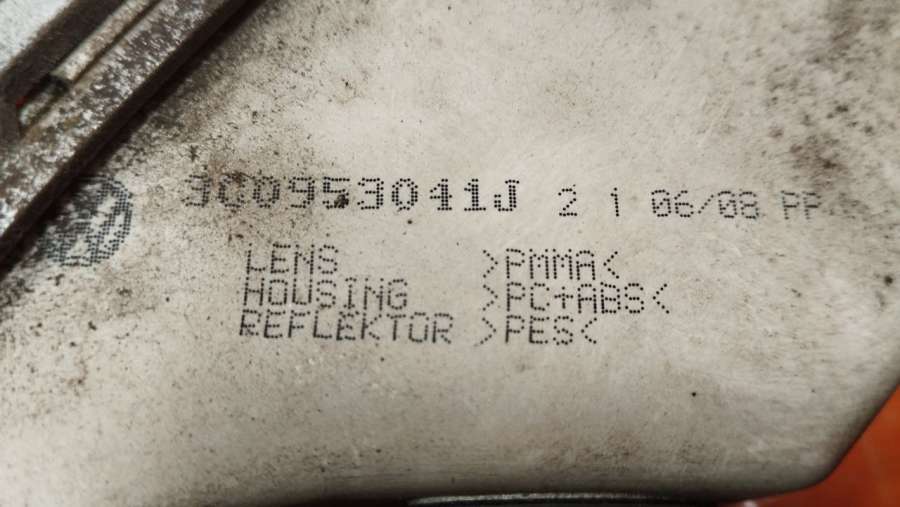 3C0953041J 2 1 06/08 PP
LENS >PMMA<
HOUSING >PC+ABS<
REFLEKTOR >PES<